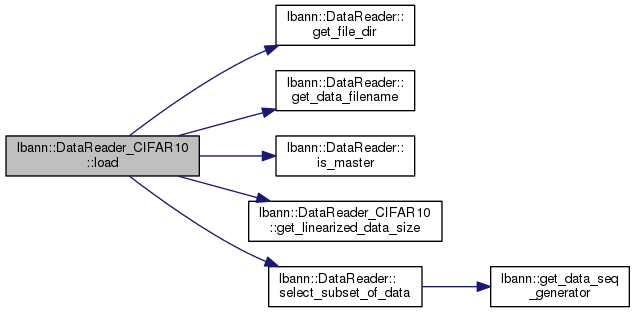 lbann::DataReader_CIFAR10
::load
lbann::DataReader::
get_file_dir
lbann::DataReader::
get_data_filename
lbann::DataReader::
is_master
lbann::DataReader_CIFAR10
::get_linearized_data_size
lbann::DataReader::
select_subset_of_data
lbann::get_data_seq
_generator